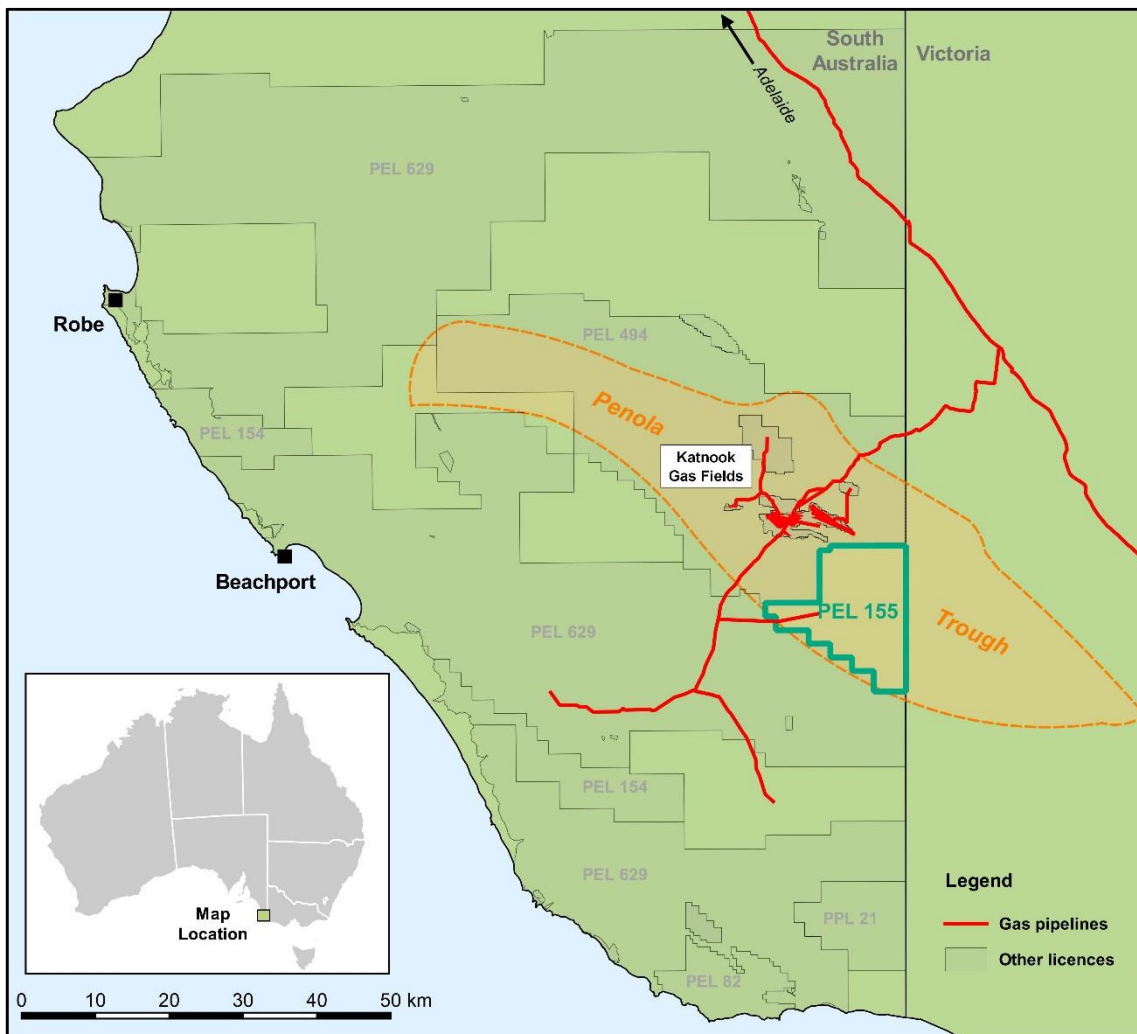 South
Australia
Victoria
Adelaide
PEL 629
Robe
PEL 494
Penola
PEL 154
Katnook
Gas Fields
Beachport
PEL 155
PEL 629
Trough
PEL 154
PEL 629
PPL 21
PEL 82
Map
Location
Legend
Gas pipelines
Other licences
0 10 20 30 40 50 km